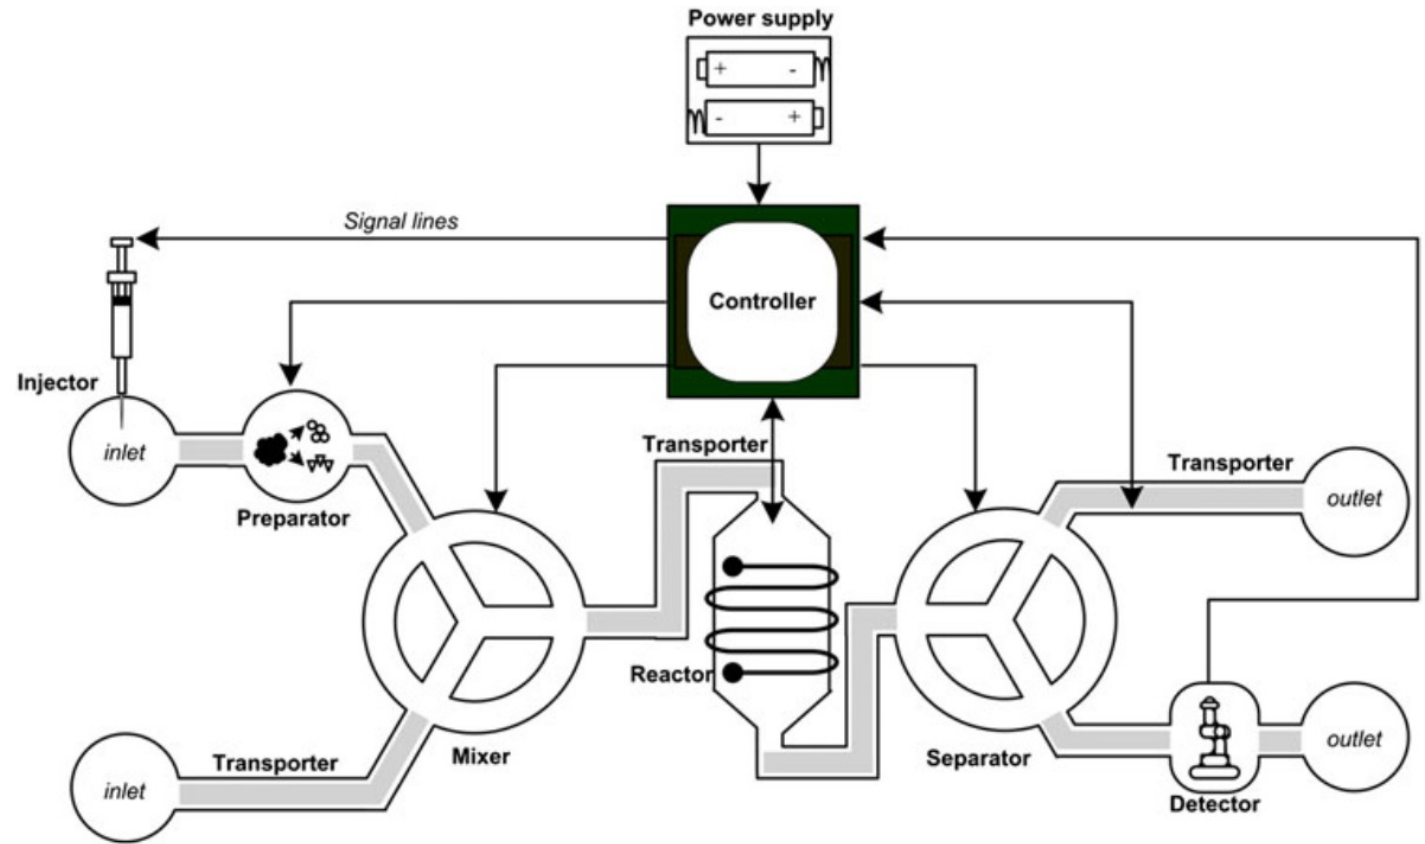 Power supply
+ -
- +
Signal lines
Controller
Injector
inlet
Preparator
Transporter
Transporter
outlet
Reactor
Mixer
Separator
Transporter
inlet
outlet
Detector